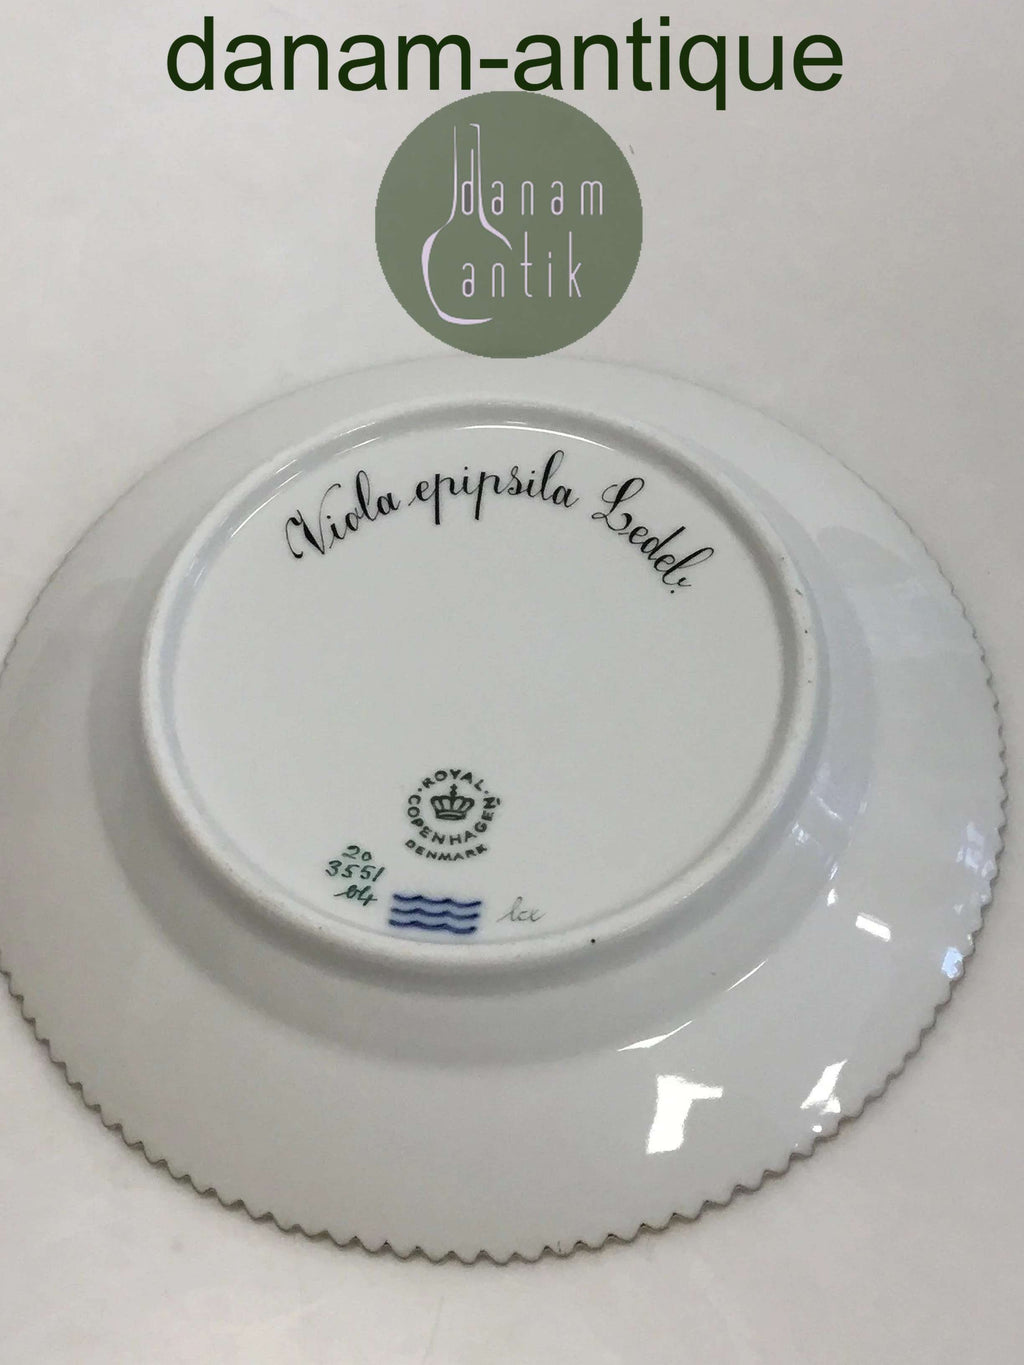 danam-antique
danam
antik
Viola epipsila Ledeb.
ROYAL COPENHAGEN
DENMARK
20
3551